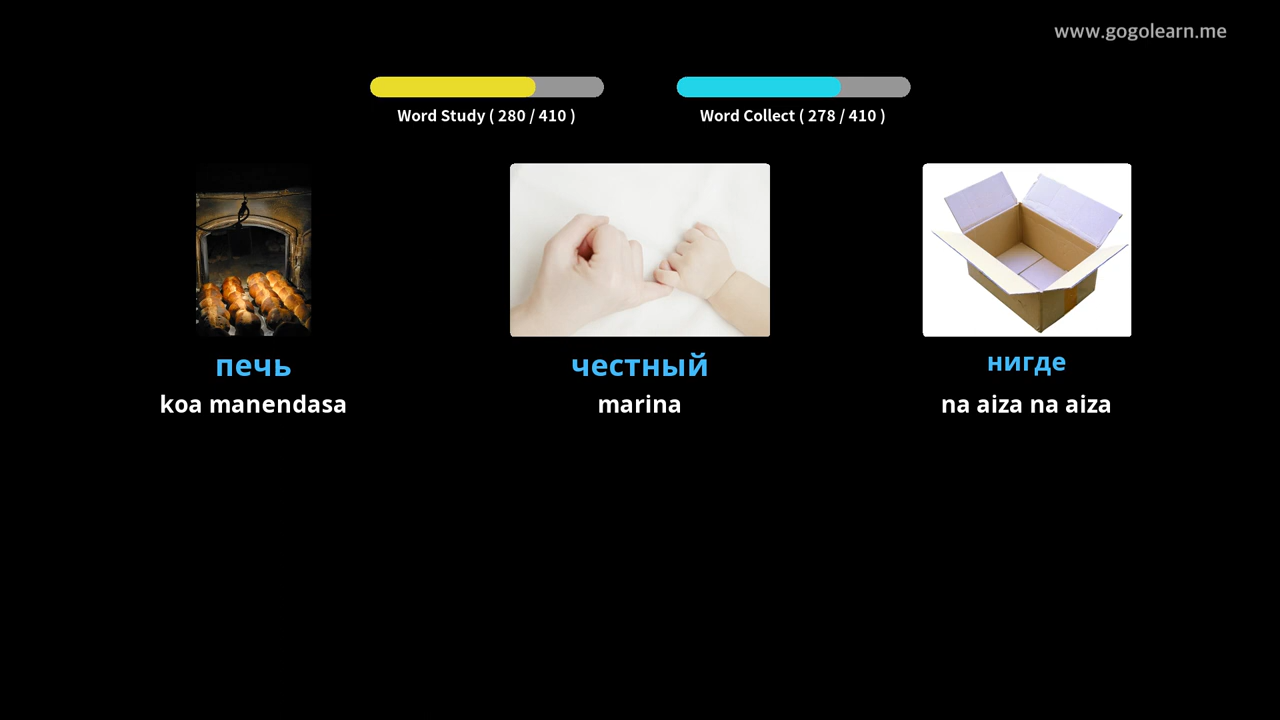 www.gogolearn.me
Word Study ( 280 / 410 )
Word Collect ( 278 / 410 )
печь
честный
нигде
koa manendasa
marina
na aiza na aiza